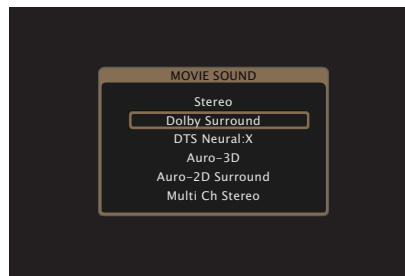 MOVIE SOUND
Stereo
Dolby Surround
DTS Neural:X
Auro-3D
Auro-2D Surround
Multi Ch Stereo